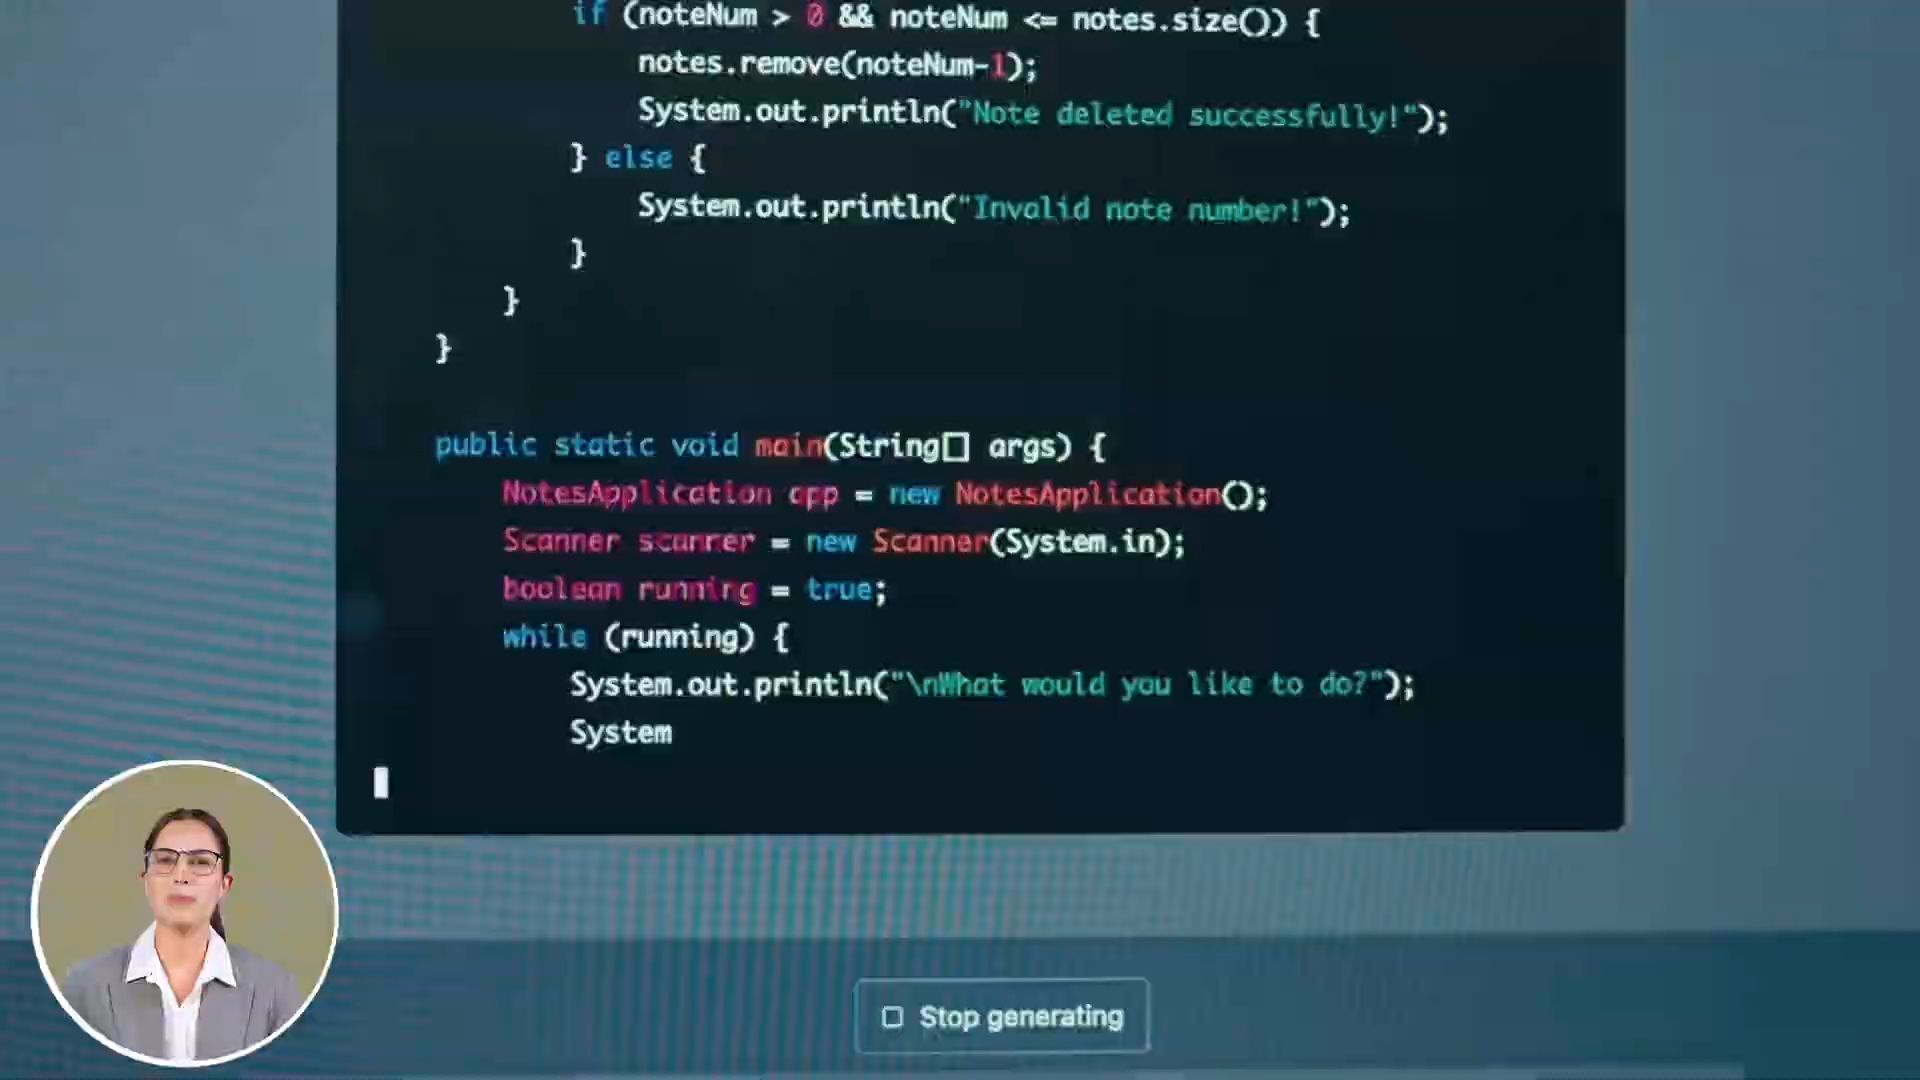 if (noteNum > 0 && noteNum <= notes.size()) {
notes.remove(noteNum-1);
System.out.println("Note deleted successfully!");
} else {
System.out.println("Invalid note number!");
}
}
}
public static void main(String[] args) {
NotesApplication app = new NotesApplication();
Scanner scanner = new Scanner(System.in);
boolean running = true;
while (running) {
System.out.println("\nWhat would you like to do?");
System
Stop generating